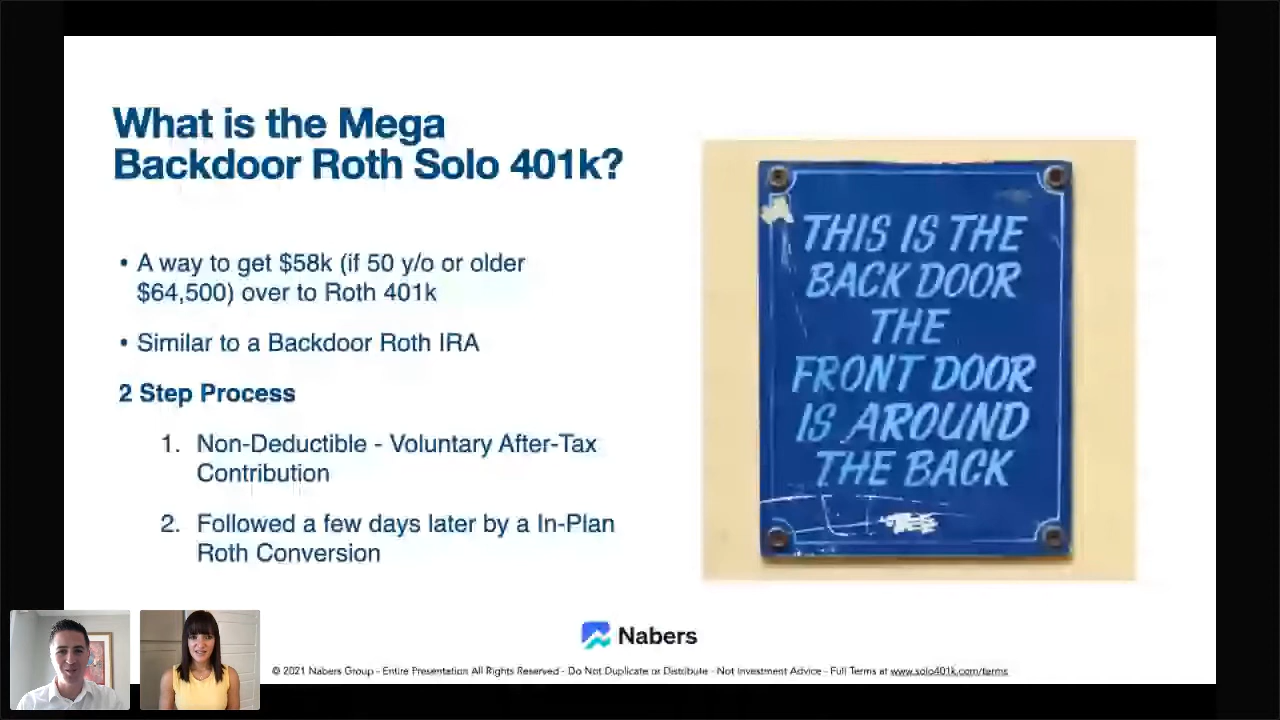 What is the Mega
Backdoor Roth Solo 401k?
• A way to get $58k (if 50 y/o or older
$64,500) over to Roth 401k
• Similar to a Backdoor Roth IRA
2 Step Process
1. Non-Deductible - Voluntary After-Tax
Contribution
2. Followed a few days later by a In-Plan
Roth Conversion
THIS IS THE
BACK DOOR
THE
FRONT DOOR
IS AROUND
THE BACK
Nabers
© 2021 Nabers Group - Entire Presentation All Rights Reserved - Do Not Duplicate or Distribute - Not Investment Advice - Full Terms at www.solo401k.com/terms